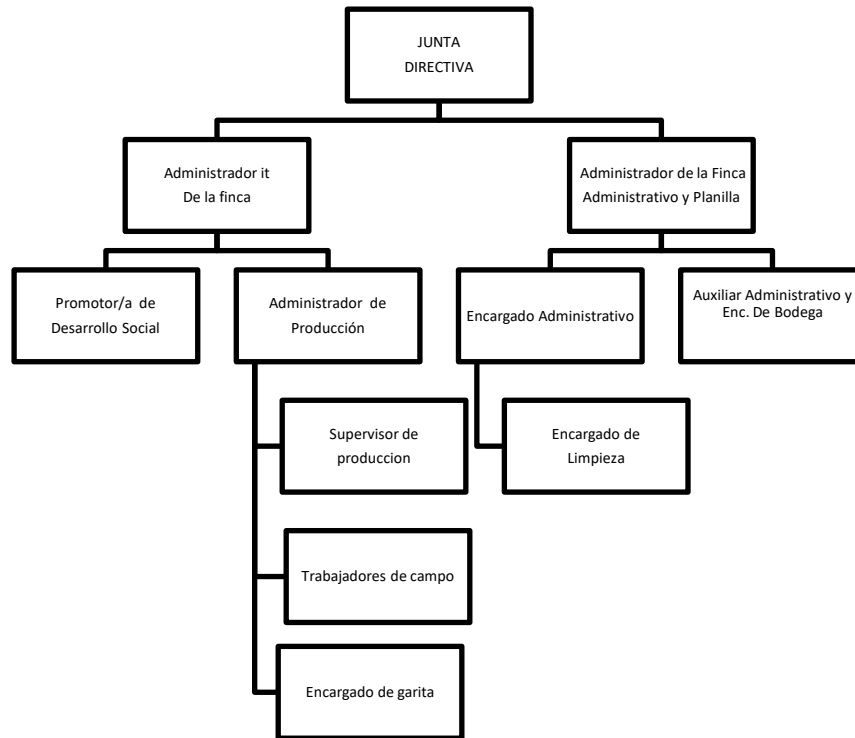 JUNTA
DIRECTIVA
Administrador it
De la finca
Administrador de la Finca
Administrativo y Planilla
Promotor/a de
Desarrollo Social
Administrador de
Producción
Encargado Administrativo
Auxiliar Administrativo y
Enc. De Bodega
Supervisor de
produccion
Encargado de
Limpieza
Trabajadores de campo
Encargado de garita